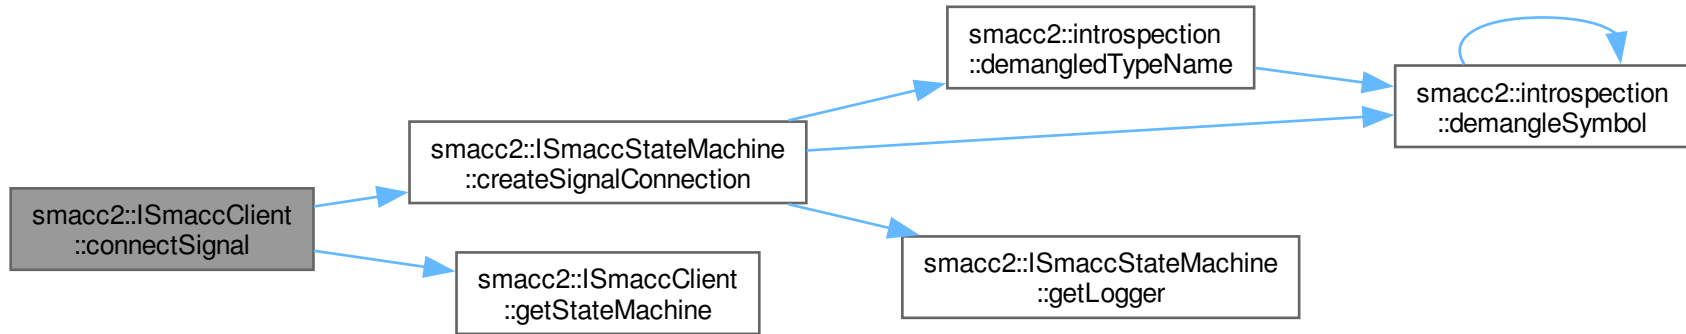 smacc2::ISmaccClient
::connectSignal
smacc2::ISmaccStateMachine
::createSignalConnection
smacc2::ISmaccClient
::getStateMachine
smacc2::introspection
::demangledTypeName
smacc2::ISmaccStateMachine
::getLogger
smacc2::introspection
::demangleSymbol